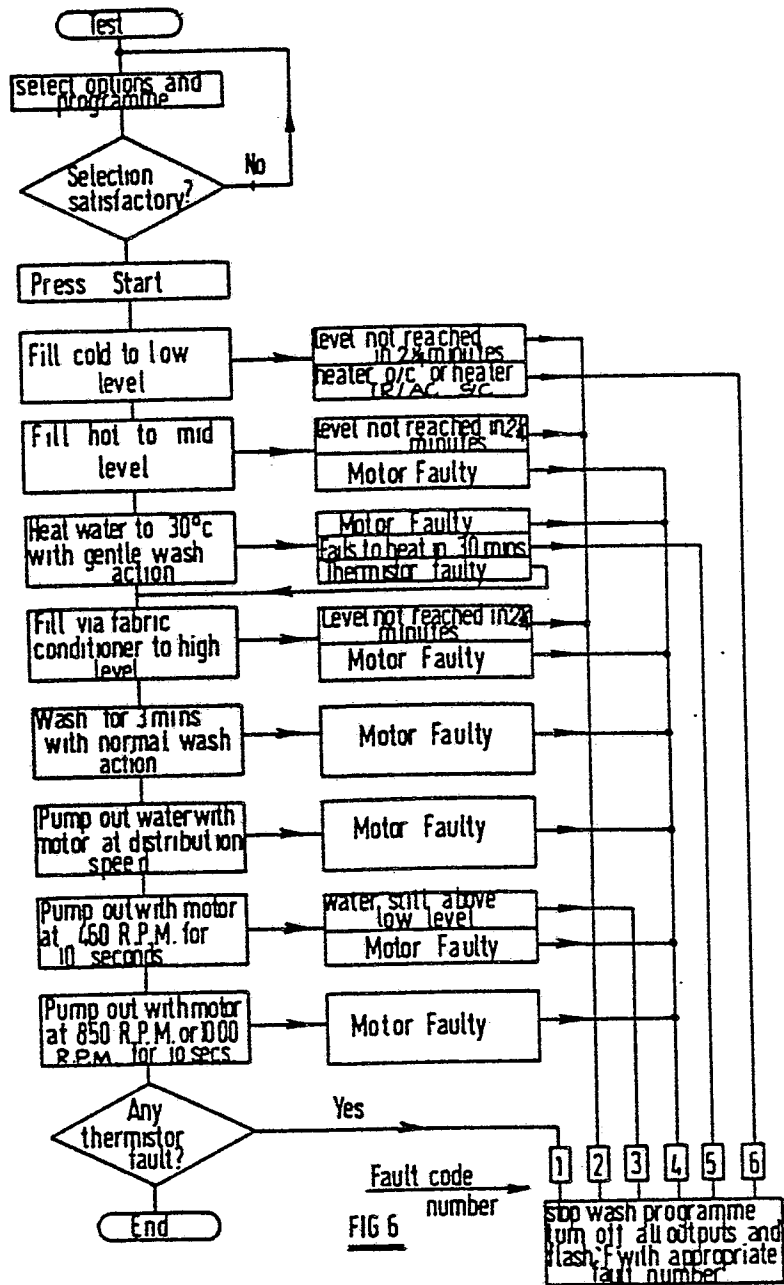 Test
select options and
programme
Selection
satisfactory?
No
Press Start
Fill cold to low
level
level not reached
in 2¼ minutes
heater o/c or heater
TRIAC S/C
Fill hot to mid
level
level not reached in 2¼
minutes
Motor Faulty
Heat water to 30°c
with gentle wash
action
Motor Faulty
Fails to heat in 30 mins
Thermistor faulty
Fill via fabric
conditioner to high
level
Level not reached in 2¼
minutes
Motor Faulty
Wash for 3 mins
with normal wash
action
Motor Faulty
Pump out water with
motor at distribution
speed
Motor Faulty
Pump out with motor
at 460 R.P.M. for
10 seconds
water still above
low level
Motor Faulty
Pump out with motor
at 850 R.P.M. or 1000
R.P.M. for 10 secs
Motor Faulty
Any
thermistor
fault?
Yes
End
Fault code
number
1 2 3 4 5 6
FIG 6
stop wash programme
turn off all outputs and
flash 'F' with appropriate
fault number